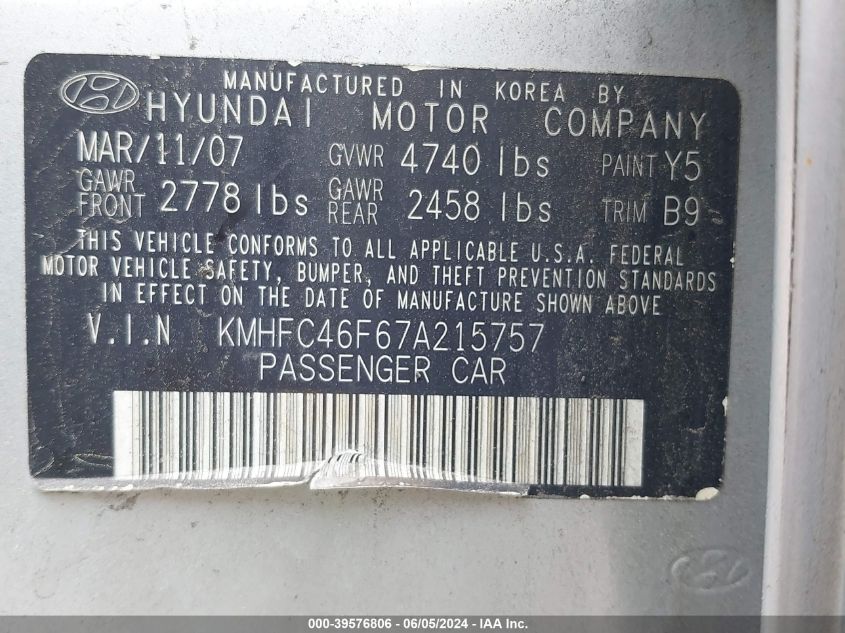 MANUFACTURED IN KOREA BY
HYUNDAI MOTOR COMPANY
MAR/11/07 GVWR 4740 lbs PAINT Y5
GAWR FRONT 2778 lbs GAWR REAR 2458 lbs TRIM B9
THIS VEHICLE CONFORMS TO ALL APPLICABLE U.S.A. FEDERAL
MOTOR VEHICLE SAFETY, BUMPER, AND THEFT PREVENTION STANDARDS
IN EFFECT ON THE DATE OF MANUFACTURE SHOWN ABOVE
V.I.N KMHFC46F67A215757
PASSENGER CAR
000-39576806 - 06/05/2024 - IAA Inc.